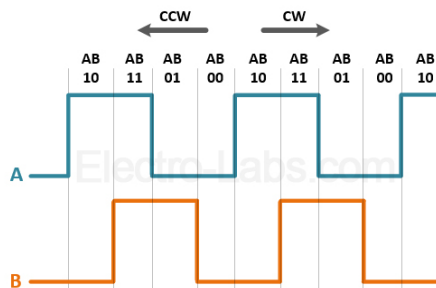 CCW CW
AB AB AB AB AB AB AB AB AB
10 11 01 00 10 11 01 00 10
A
Electro-Labs.com
B